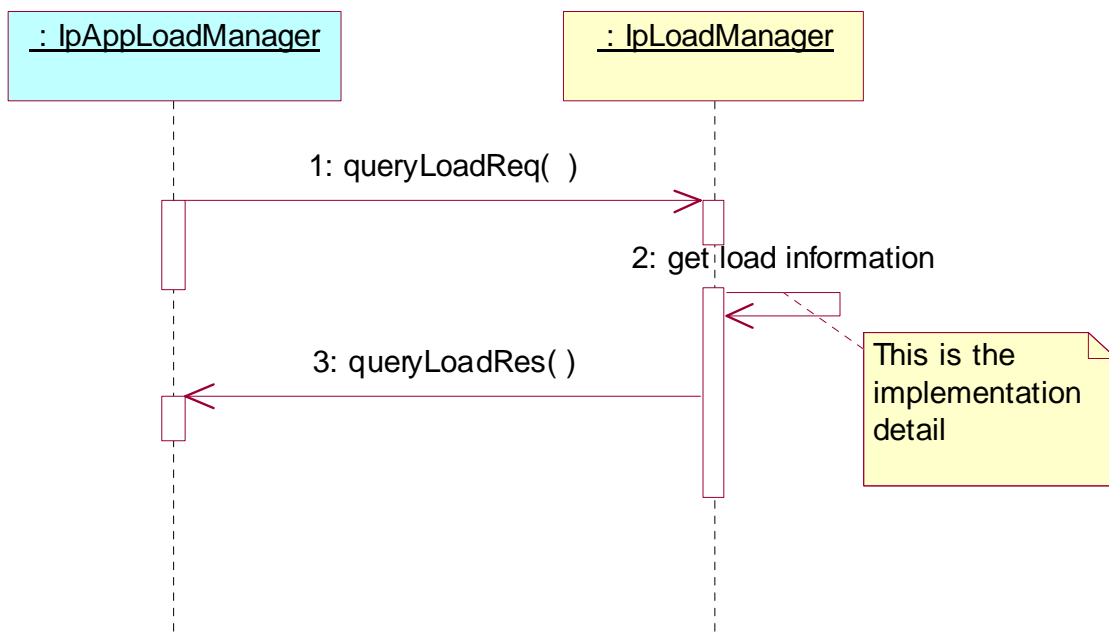 : IpAppLoadManager
: IpLoadManager
1: queryLoadReq( )
2: get load information
3: queryLoadRes( )
This is the
implementation
detail